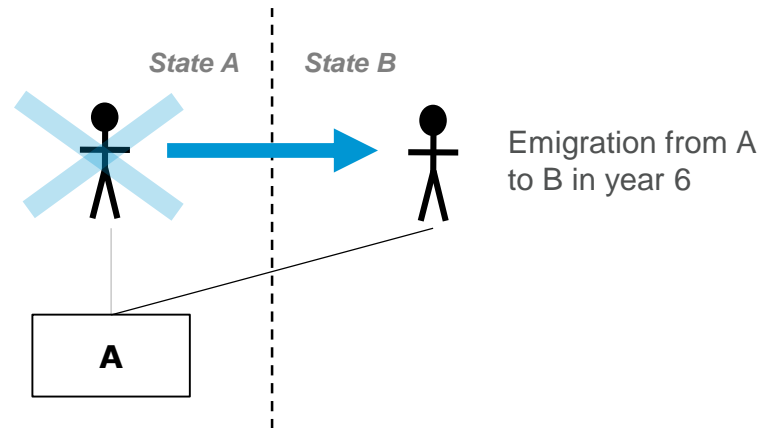 State A
State B
Emigration from A
to B in year 6
A